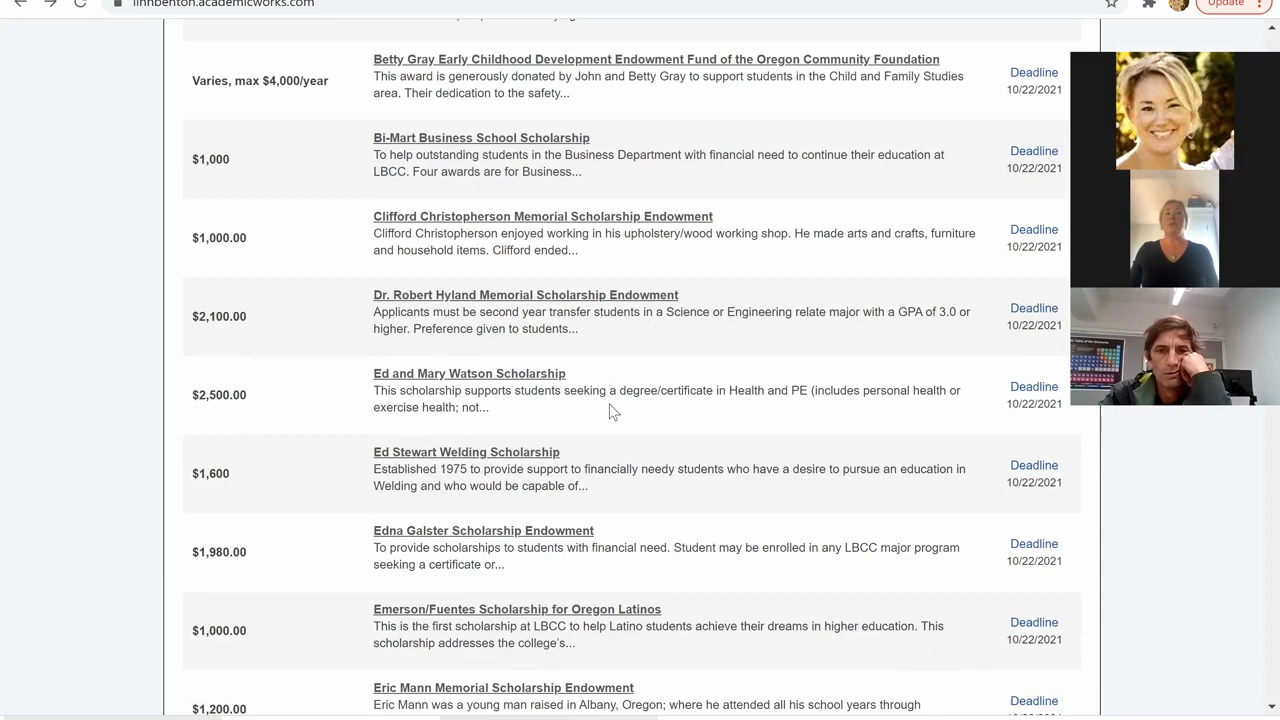 linnbenton.academicworks.com
Update
Betty Gray Early Childhood Development Endowment Fund of the Oregon Community Foundation
Varies, max $4,000/year
This award is generously donated by John and Betty Gray to support students in the Child and Family Studies
area. Their dedication to the safety...
Deadline
10/22/2021
Bi-Mart Business School Scholarship
$1,000
To help outstanding students in the Business Department with financial need to continue their education at
LBCC. Four awards are for Business...
Deadline
10/22/2021
Clifford Christopherson Memorial Scholarship Endowment
$1,000.00
Clifford Christopherson enjoyed working in his upholstery/wood working shop. He made arts and crafts, furniture
and household items. Clifford ended...
Deadline
10/22/2021
Dr. Robert Hyland Memorial Scholarship Endowment
$2,100.00
Applicants must be second year transfer students in a Science or Engineering relate major with a GPA of 3.0 or
higher. Preference given to students...
Deadline
10/22/2021
Ed and Mary Watson Scholarship
$2,500.00
This scholarship supports students seeking a degree/certificate in Health and PE (includes personal health or
exercise health; not...
Deadline
10/22/2021
Ed Stewart Welding Scholarship
$1,600
Established 1975 to provide support to financially needy students who have a desire to pursue an education in
Welding and who would be capable of...
Deadline
10/22/2021
Edna Galster Scholarship Endowment
$1,980.00
To provide scholarships to students with financial need. Student may be enrolled in any LBCC major program
seeking a certificate or...
Deadline
10/22/2021
Emerson/Fuentes Scholarship for Oregon Latinos
$1,000.00
This is the first scholarship at LBCC to help Latino students achieve their dreams in higher education. This
scholarship addresses the college's...
Deadline
10/22/2021
Eric Mann Memorial Scholarship Endowment
$1,200.00
Eric Mann was a young man raised in Albany, Oregon; where he attended all his school years through
Deadline